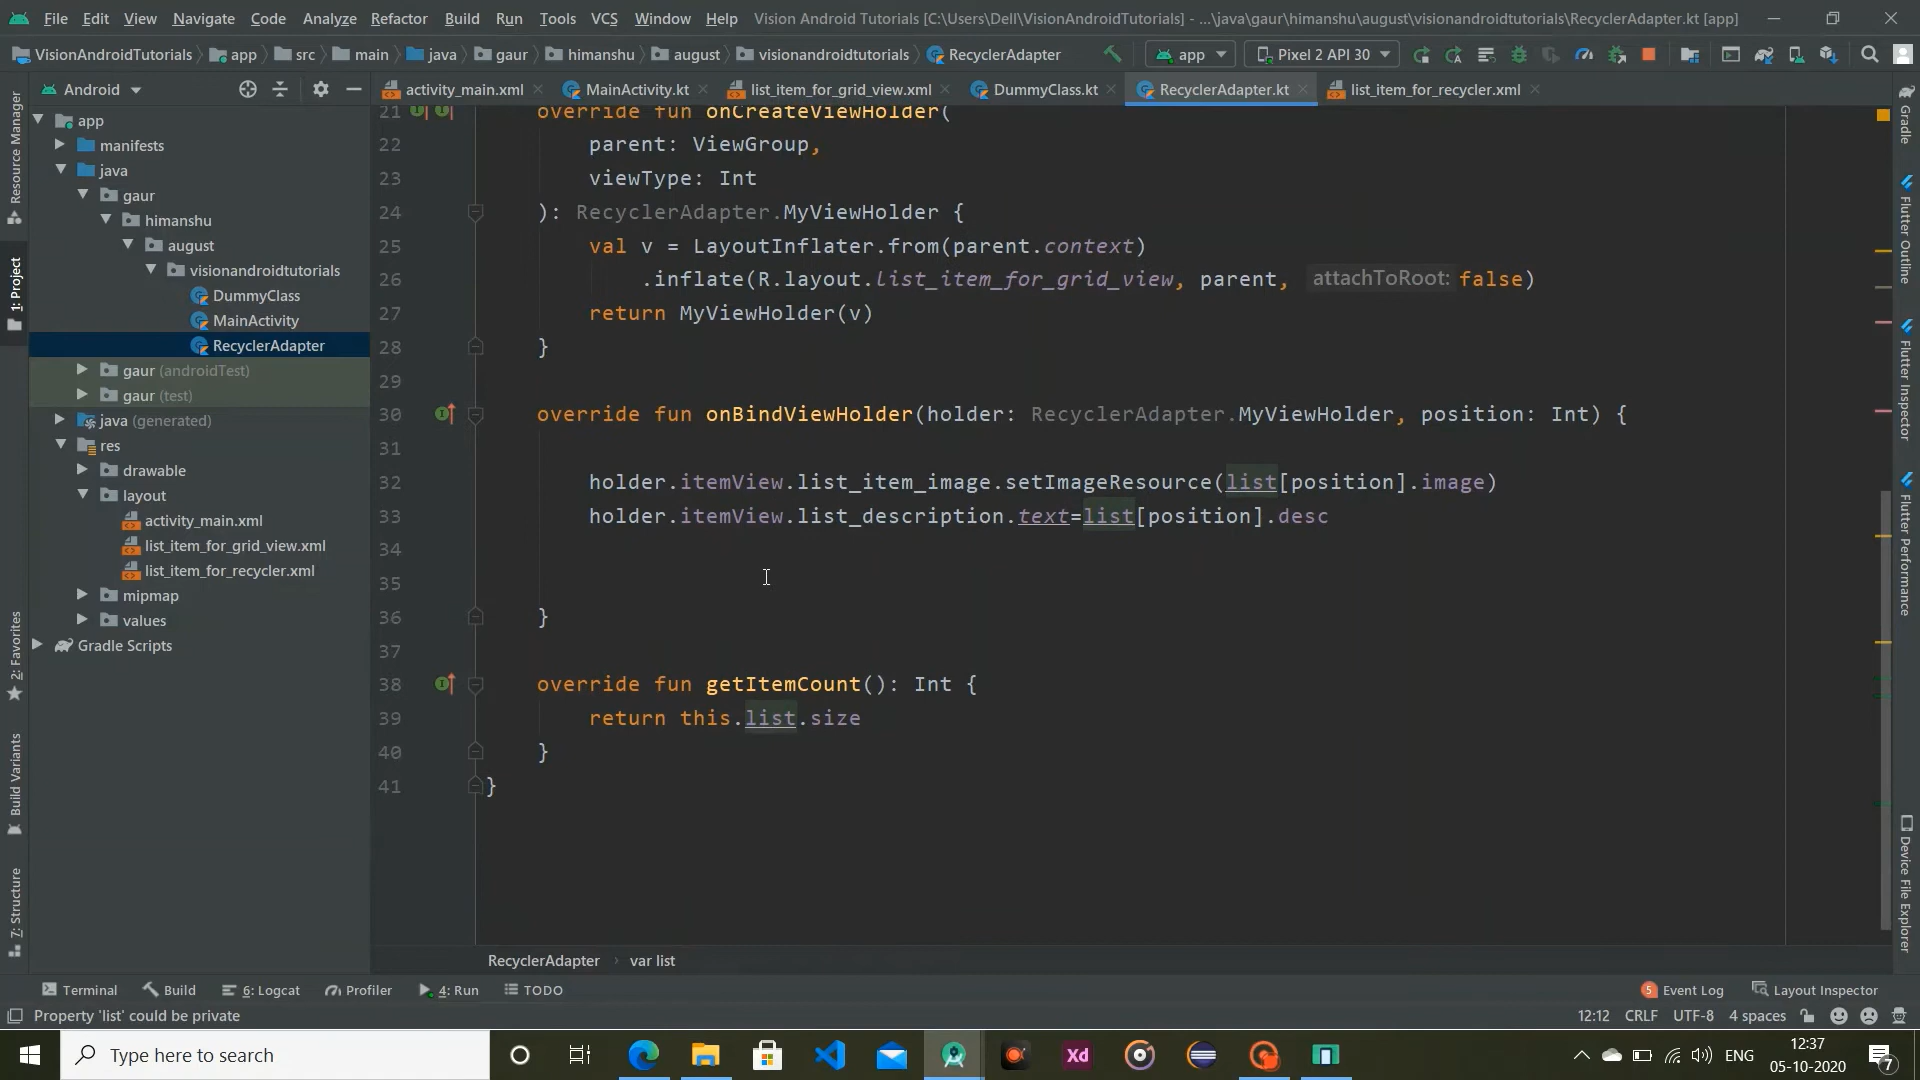 File Edit View Navigate Code Analyze Refactor Build Run Tools VCS Window Help Vision Android Tutorials [C:\Users\Dell\VisionAndroidTutorials] - ...\java\gaur\himanshu\august\visionandroidtutorials\RecyclerAdapter.kt [app]
VisionAndroidTutorials app src main java gaur himanshu august visionandroidtutorials RecyclerAdapter app Pixel 2 API 30
Android activity_main.xml MainActivity.kt list_item_for_grid_view.xml DummyClass.kt RecyclerAdapter.kt list_item_for_recycler.xml
app
manifests
java
gaur
himanshu
august
visionandroidtutorials
DummyClass
MainActivity
RecyclerAdapter
gaur (androidTest)
gaur (test)
java (generated)
res
drawable
layout
activity_main.xml
list_item_for_grid_view.xml
list_item_for_recycler.xml
mipmap
values
Gradle Scripts
Resource Manager
1: Project
2: Favorites
Build Variants
7: Structure
21 override fun onCreateViewHolder(
22 parent: ViewGroup,
23 viewType: Int
24 ): RecyclerAdapter.MyViewHolder {
25 val v = LayoutInflater.from(parent.context)
26 .inflate(R.layout.list_item_for_grid_view, parent, attachToRoot: false)
27 return MyViewHolder(v)
28 }
29
30 override fun onBindViewHolder(holder: RecyclerAdapter.MyViewHolder, position: Int) {
31
32 holder.itemView.list_item_image.setImageResource(list[position].image)
33 holder.itemView.list_description.text=list[position].desc
34
35
36 }
37
38 override fun getItemCount(): Int {
39 return this.list.size
40 }
41 }
Gradle
Flutter Outline
Flutter Inspector
Flutter Performance
Device File Explorer
RecyclerAdapter var list
Terminal Build 6: Logcat Profiler 4: Run TODO 5 Event Log Layout Inspector
Property 'list' could be private 12:12 CRLF UTF-8 4 spaces
Type here to search Xd ENG 12:37
05-10-2020 7